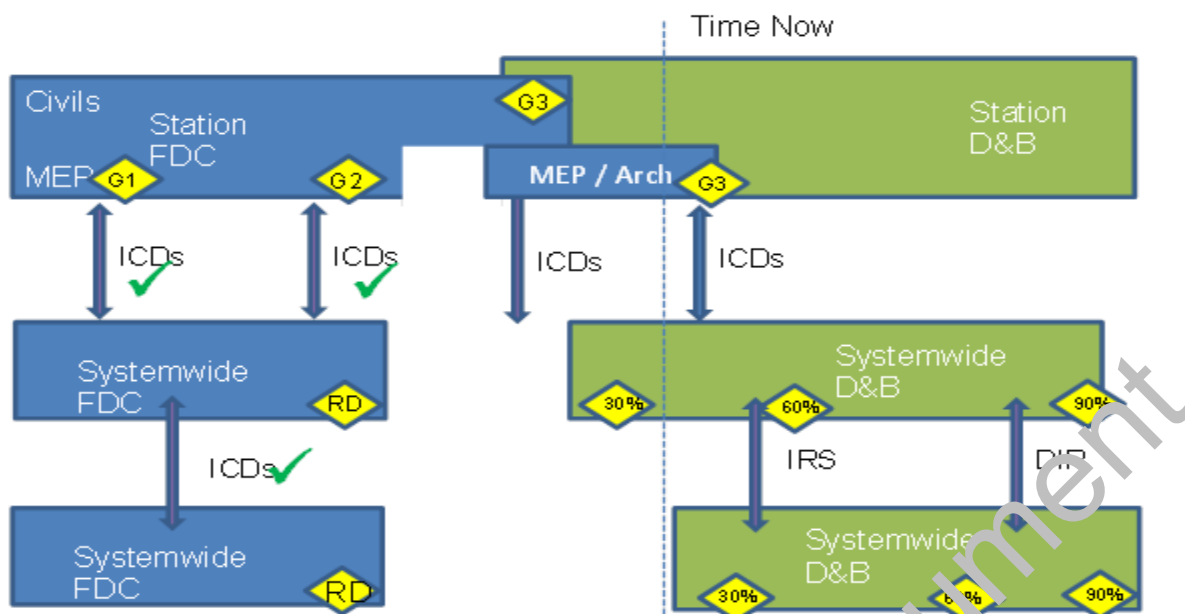 Time Now
Civils
G3
Station
FDC
Station
D&B
MEP
G1
G2
MEP / Arch
G3
ICDs
ICDs
ICDs
ICDs
Systemwide
FDC
RD
Systemwide
D&B
30%
60%
90%
ICDs
IRS
Systemwide
FDC
RD
Systemwide
D&B
30%
90%